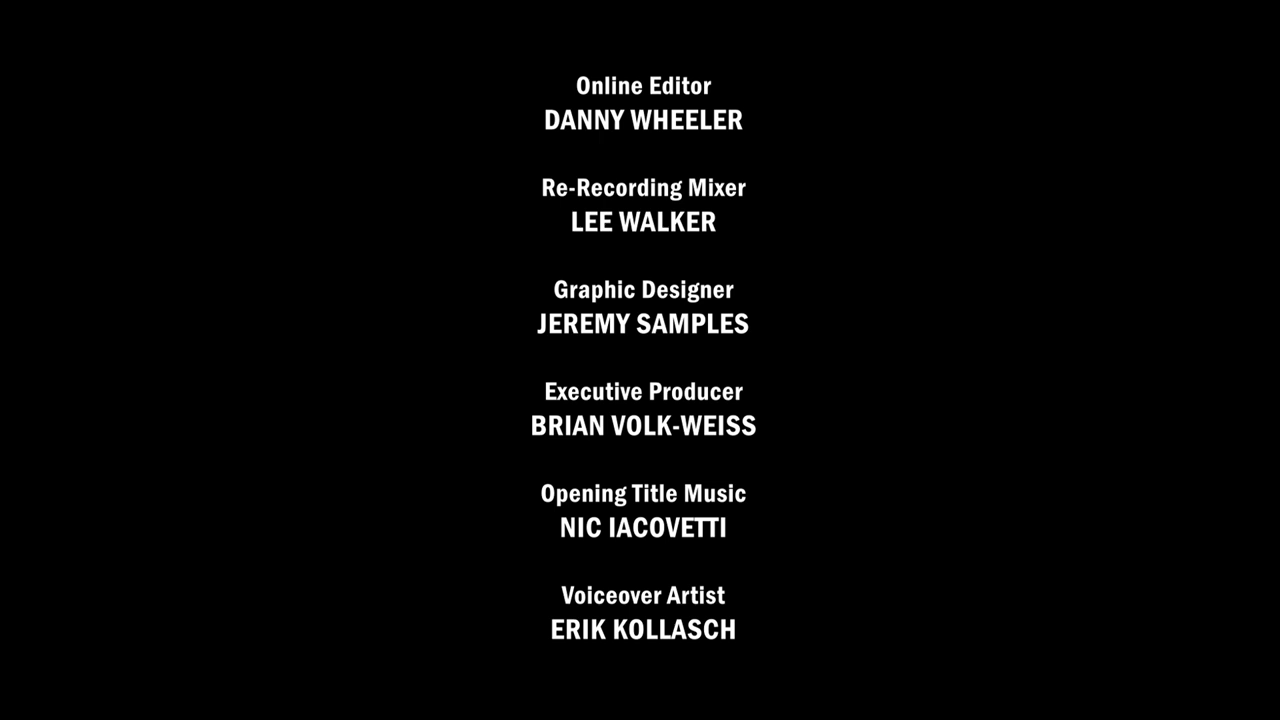 Online Editor
DANNY WHEELER
Re-Recording Mixer
LEE WALKER
Graphic Designer
JEREMY SAMPLES
Executive Producer
BRIAN VOLK-WEISS
Opening Title Music
NIC IACOVETTI
Voiceover Artist
ERIK KOLLASCH